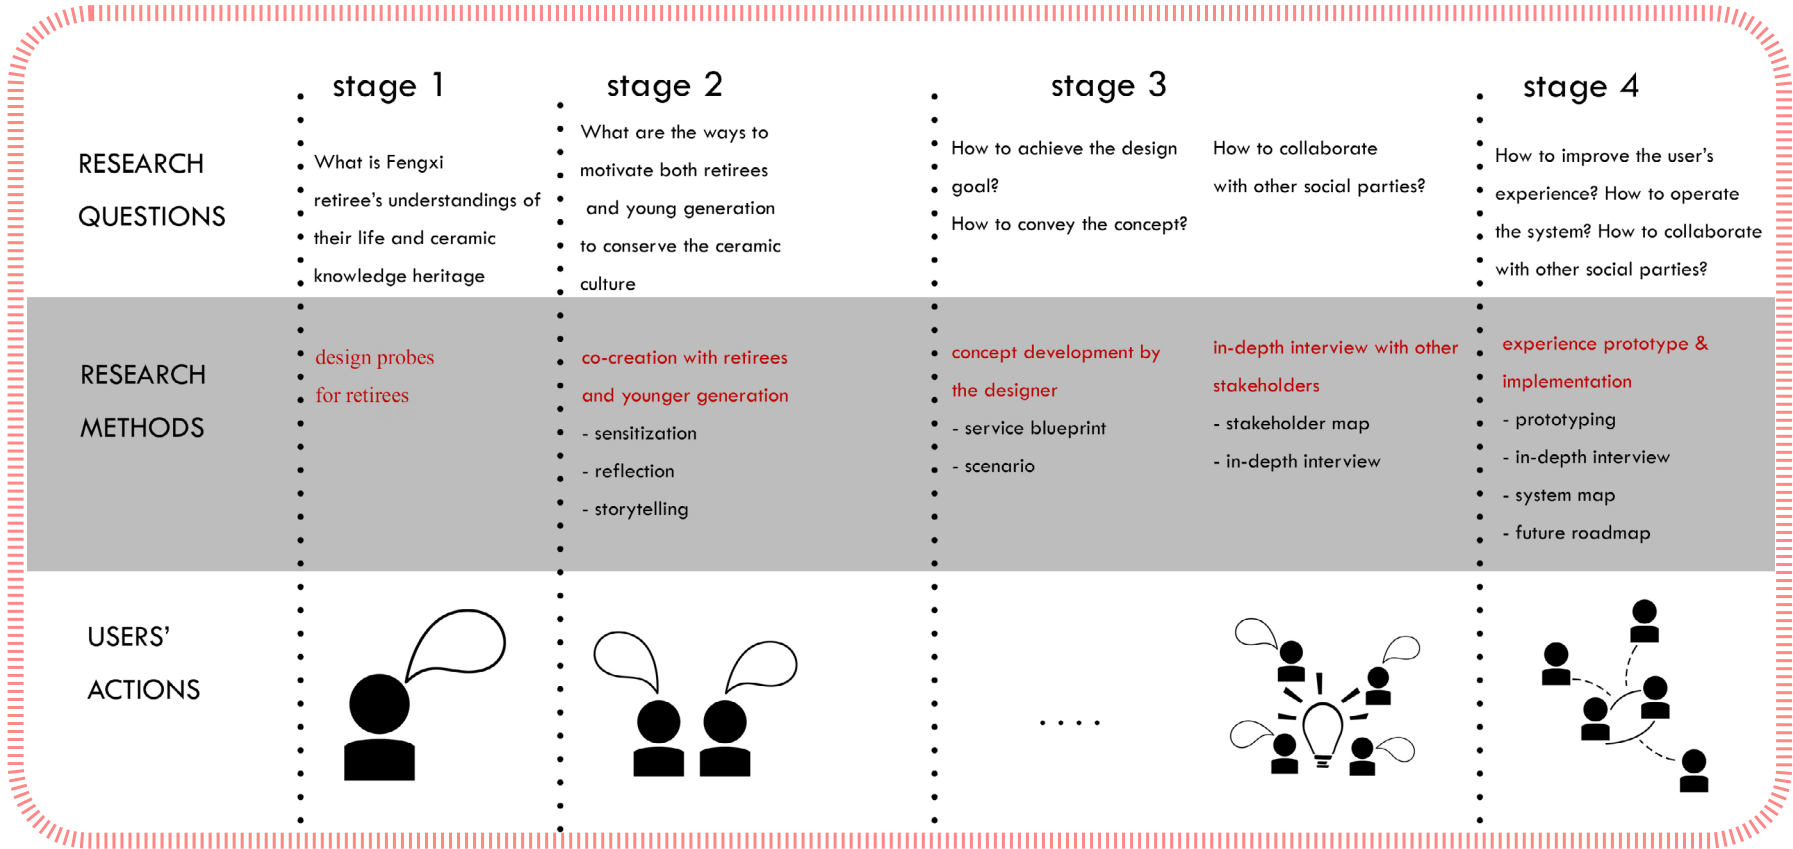 stage 1
stage 2
stage 3
stage 4
RESEARCH
QUESTIONS
What is Fengxi
retiree's understandings of
their life and ceramic
knowledge heritage
What are the ways to
motivate both retirees
and young generation
to conserve the ceramic
culture
How to achieve the design
goal?
How to convey the concept?
How to collaborate
with other social parties?
How to improve the user's
experience? How to operate
the system? How to collaborate
with other social parties?
RESEARCH
METHODS
design probes
for retirees
co-creation with retirees
and younger generation
- sensitization
- reflection
- storytelling
concept development by
the designer
- service blueprint
- scenario
in-depth interview with other
stakeholders
- stakeholder map
- in-depth interview
experience prototype &
implementation
- prototyping
- in-depth interview
- system map
- future roadmap
USERS'
ACTIONS
. . . .